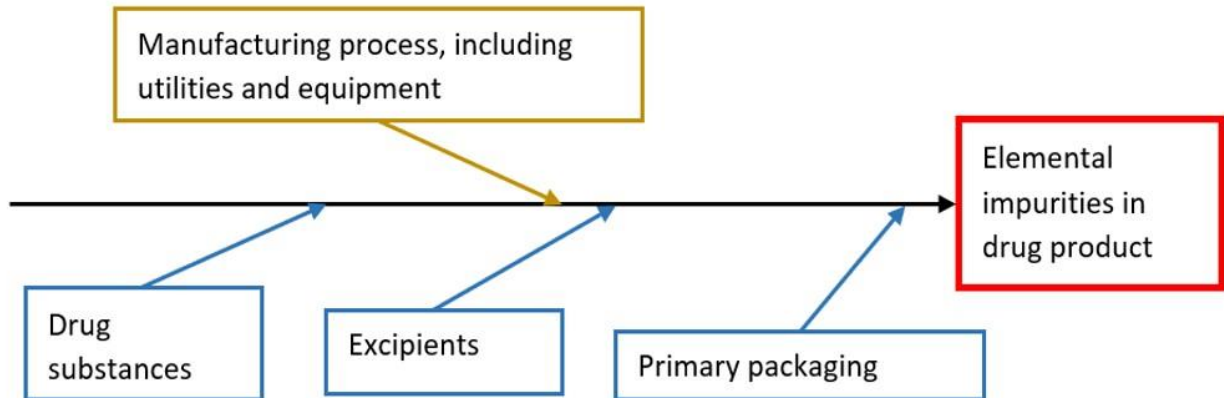 Manufacturing process, including
utilities and equipment
Elemental
impurities in
drug product
Drug
substances
Excipients
Primary packaging